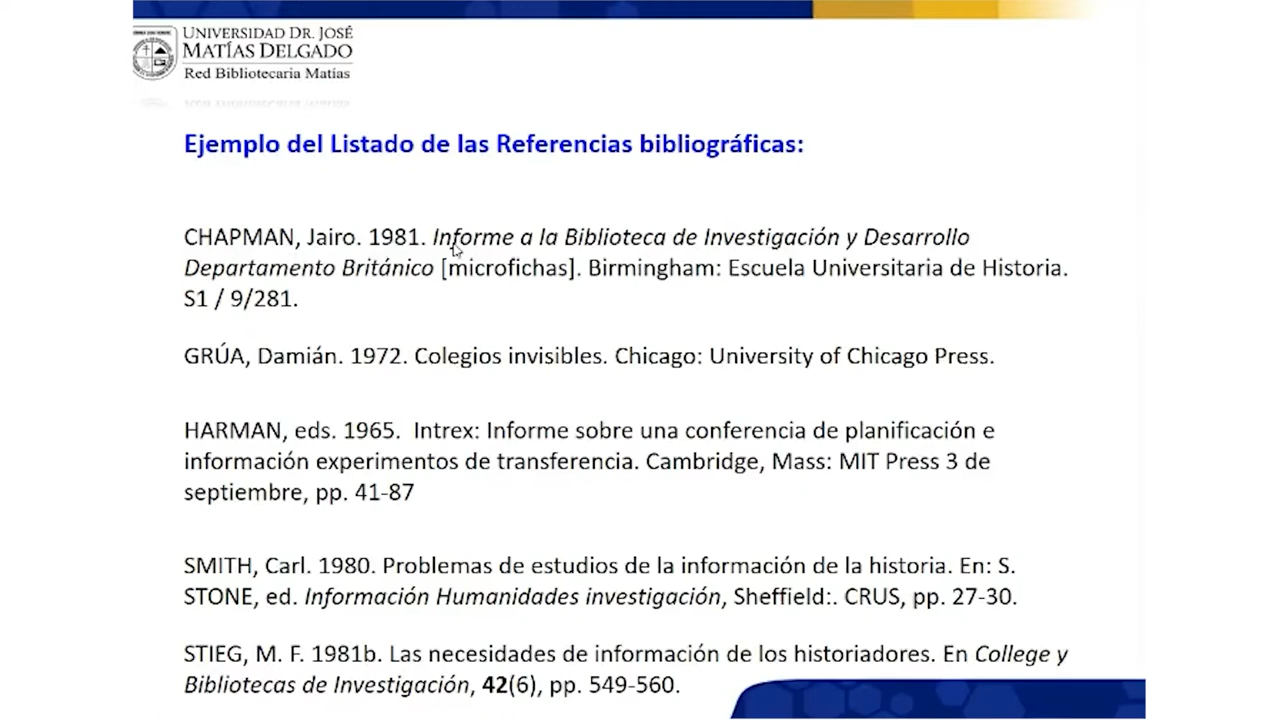 UNIVERSIDAD DR. JOSÉ
MATÍAS DELGADO
Red Bibliotecaria Matías
Ejemplo del Listado de las Referencias bibliográficas:
CHAPMAN, Jairo. 1981. Informe a la Biblioteca de Investigación y Desarrollo
Departamento Británico [microfichas]. Birmingham: Escuela Universitaria de Historia.
S1 / 9/281.
GRÚA, Damián. 1972. Colegios invisibles. Chicago: University of Chicago Press.
HARMAN, eds. 1965. Intrex: Informe sobre una conferencia de planificación e
información experimentos de transferencia. Cambridge, Mass: MIT Press 3 de
septiembre, pp. 41-87
SMITH, Carl. 1980. Problemas de estudios de la información de la historia. En: S.
STONE, ed. Información Humanidades investigación, Sheffield:. CRUS, pp. 27-30.
STIEG, M. F. 1981b. Las necesidades de información de los historiadores. En College y
Bibliotecas de Investigación, 42(6), pp. 549-560.